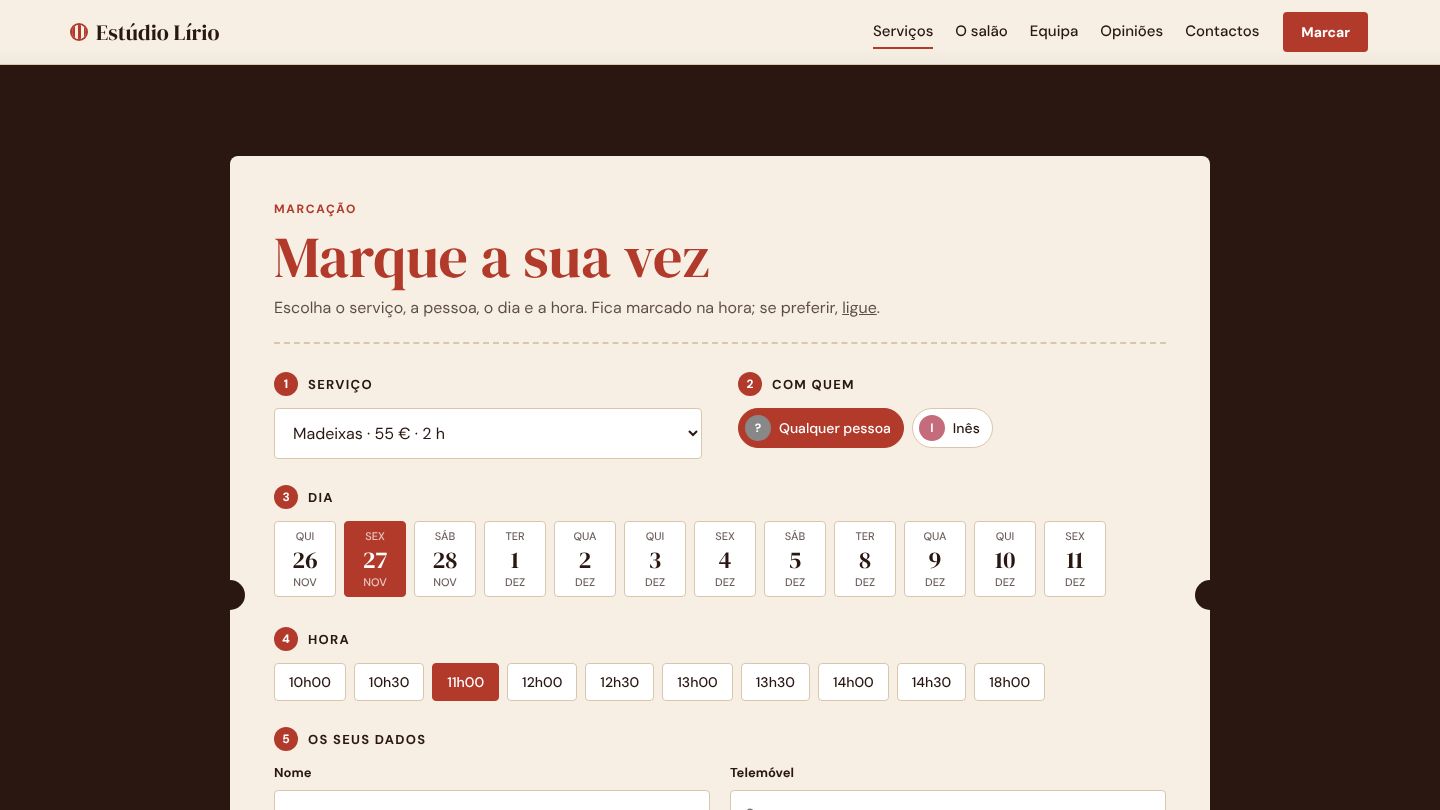 Estúdio Lírio
Serviços O salão Equipa Opiniões Contactos Marcar
MARCAÇÃO
Marque a sua vez
Escolha o serviço, a pessoa, o dia e a hora. Fica marcado na hora; se preferir, ligue.
1 SERVIÇO
Madeixas · 55 € · 2 h
2 COM QUEM
? Qualquer pessoa I Inês
3 DIA
QUI SEX SÁB TER QUA QUI SEX SÁB TER QUA QUI SEX
26 27 28 1 2 3 4 5 8 9 10 11
NOV NOV NOV DEZ DEZ DEZ DEZ DEZ DEZ DEZ DEZ DEZ
4 HORA
10h00 10h30 11h00 12h00 12h30 13h00 13h30 14h00 14h30 18h00
5 OS SEUS DADOS
Nome Telemóvel